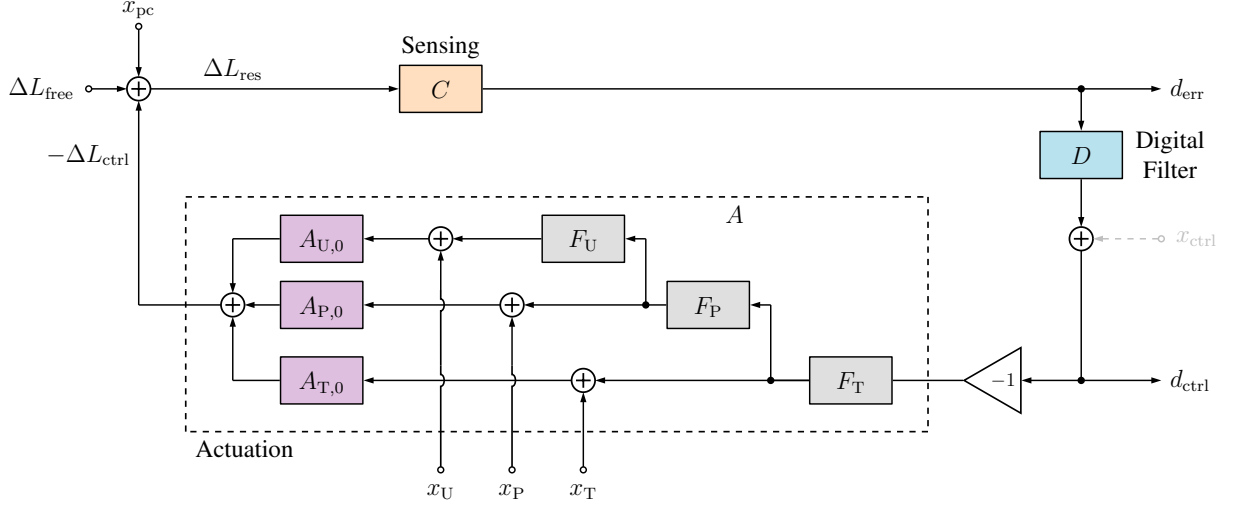 x_pc
Sensing
ΔL_free
ΔL_res
C
d_err
−ΔL_ctrl
D
Digital
Filter
A
A_U,0
F_U
x_ctrl
A_P,0
F_P
A_T,0
F_T
−1
d_ctrl
Actuation
x_U
x_P
x_T